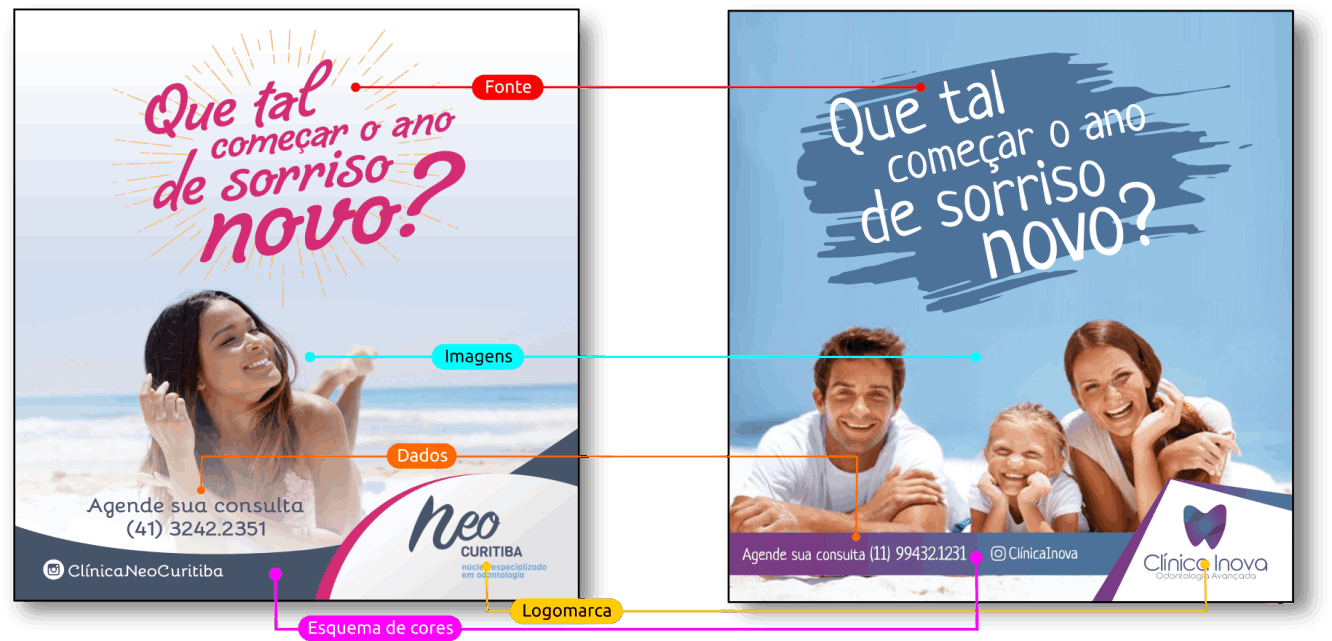 Que tal
começar o ano
de sorriso
novo?
Agende sua consulta
(41) 3242.2351
ClínicaNeoCuritiba
Neo
CURITIBA
núcleo especializado
em odontologia
Fonte
Imagens
Dados
Logomarca
Esquema de cores
Que tal
começar o ano
de sorriso
novo?
Agende sua consulta (11) 99432.1231 ClínicaInova
Clínica Inova
Odontologia Avançada